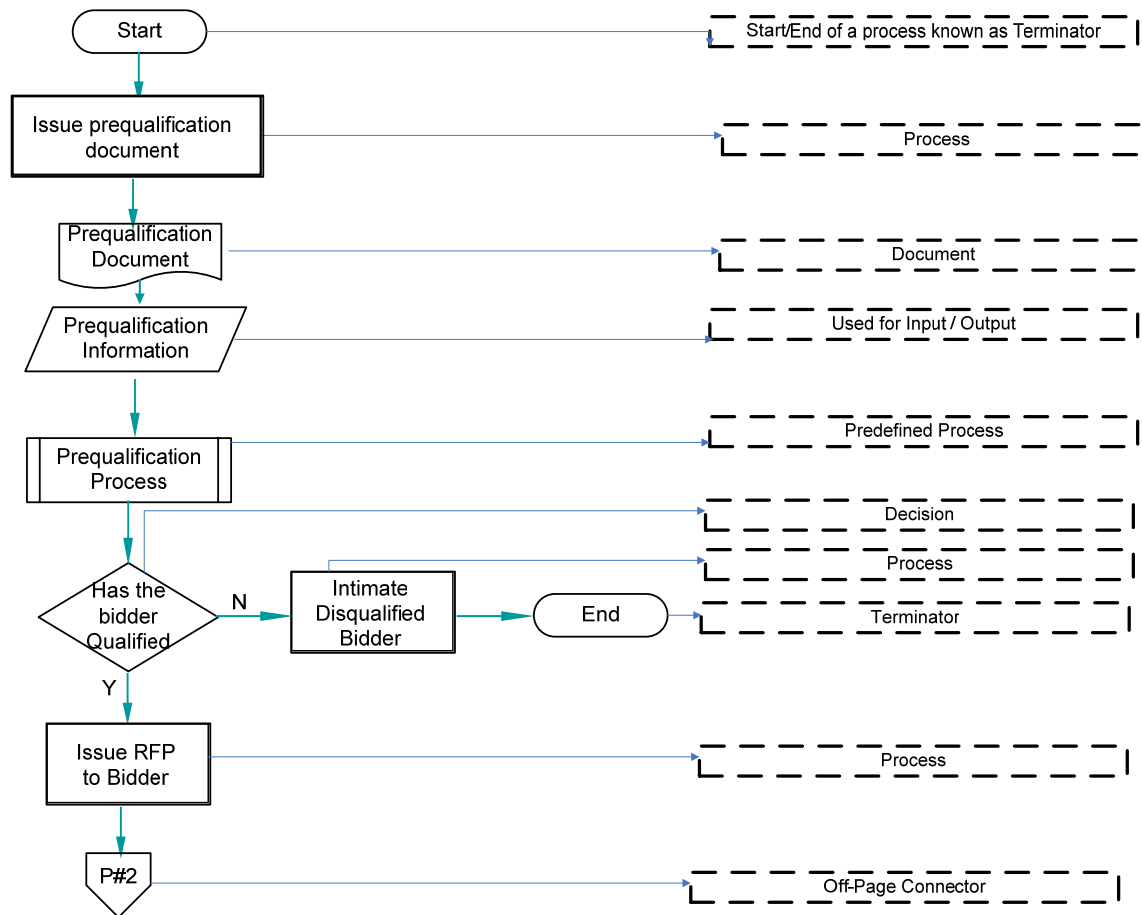 Start
Start/End of a process known as Terminator
Issue prequalification
document
Process
Prequalification
Document
Document
Prequalification
Information
Used for Input / Output
Prequalification
Process
Predefined Process
Decision
Process
Has the
bidder
Qualified
N
Intimate
Disqualified
Bidder
End
Terminator
Y
Issue RFP
to Bidder
Process
P#2
Off-Page Connector